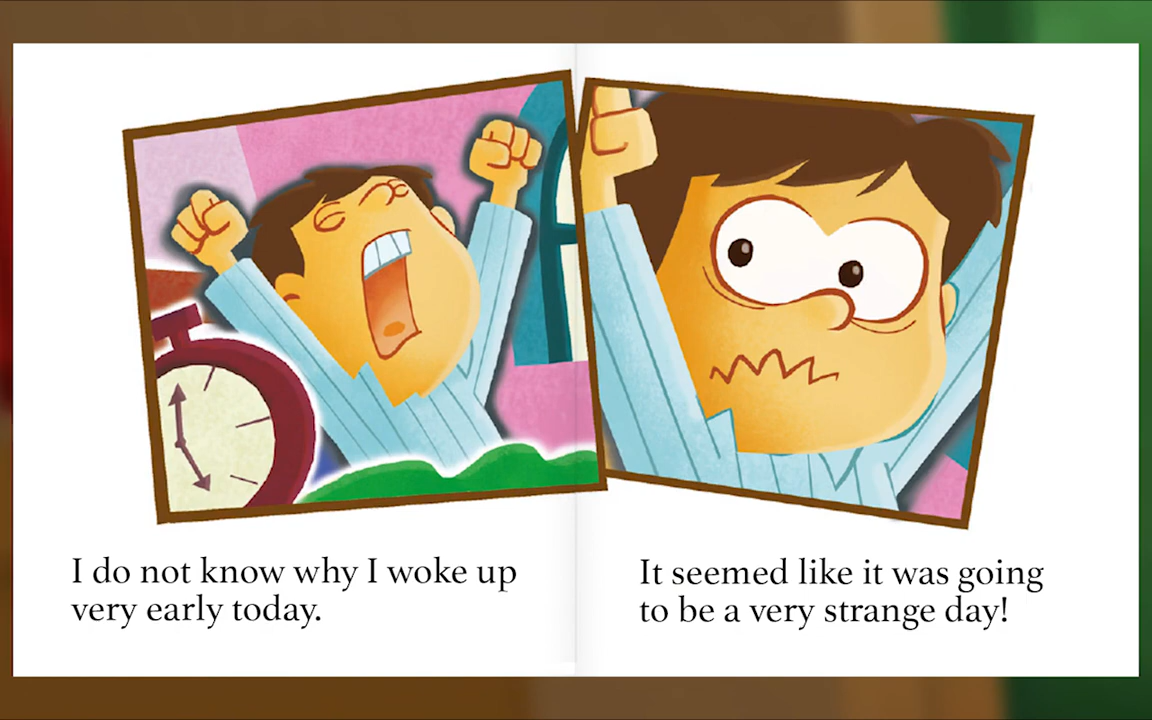 I do not know why I woke up
very early today.
It seemed like it was going
to be a very strange day!